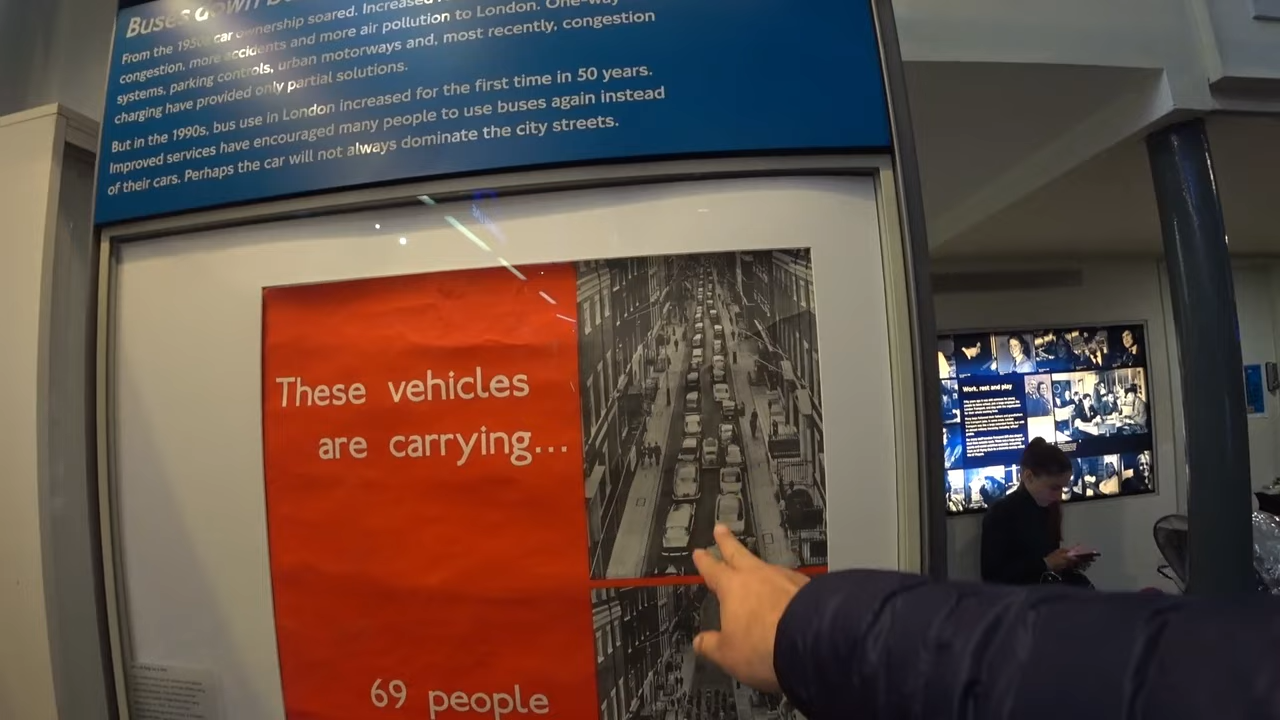 Buses down but
From the 1950s car ownership soared. Increased
congestion, more accidents and more air pollution to London. One-way
systems, parking controls, urban motorways and, most recently, congestion
charging have provided only partial solutions.
But in the 1990s, bus use in London increased for the first time in 50 years.
Improved services have encouraged many people to use buses again instead
of their cars. Perhaps the car will not always dominate the city streets.
These vehicles
are carrying...
69 people
Work, rest and play